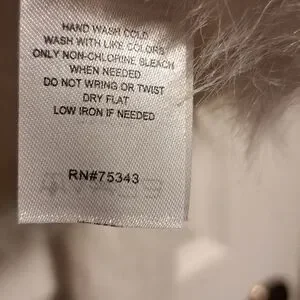 HAND WASH COLD
WASH WITH LIKE COLORS
ONLY NON-CHLORINE BLEACH
WHEN NEEDED
DO NOT WRING OR TWIST
DRY FLAT
LOW IRON IF NEEDED
RN#75343